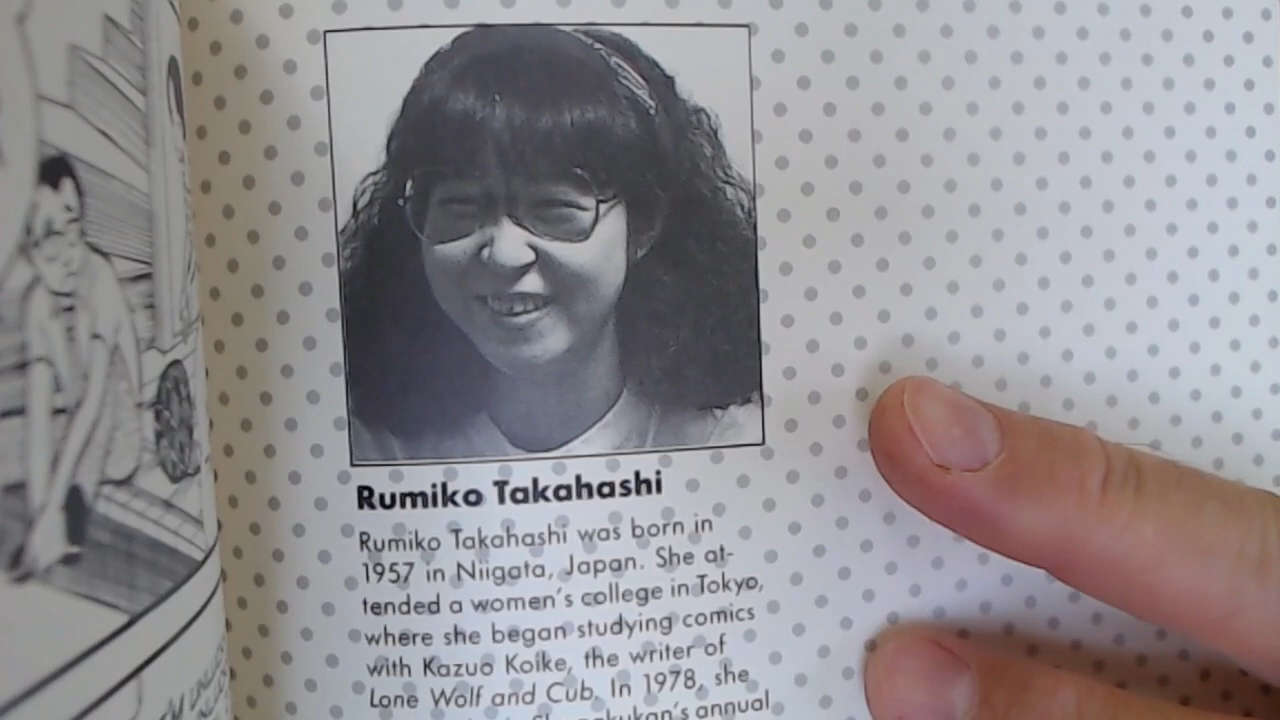 Rumiko Takahashi
Rumiko Takahashi was born in
1957 in Niigata, Japan. She at-
tended a women's college in Tokyo,
where she began studying comics
with Kazuo Koike, the writer of
Lone Wolf and Cub. In 1978, she
annual